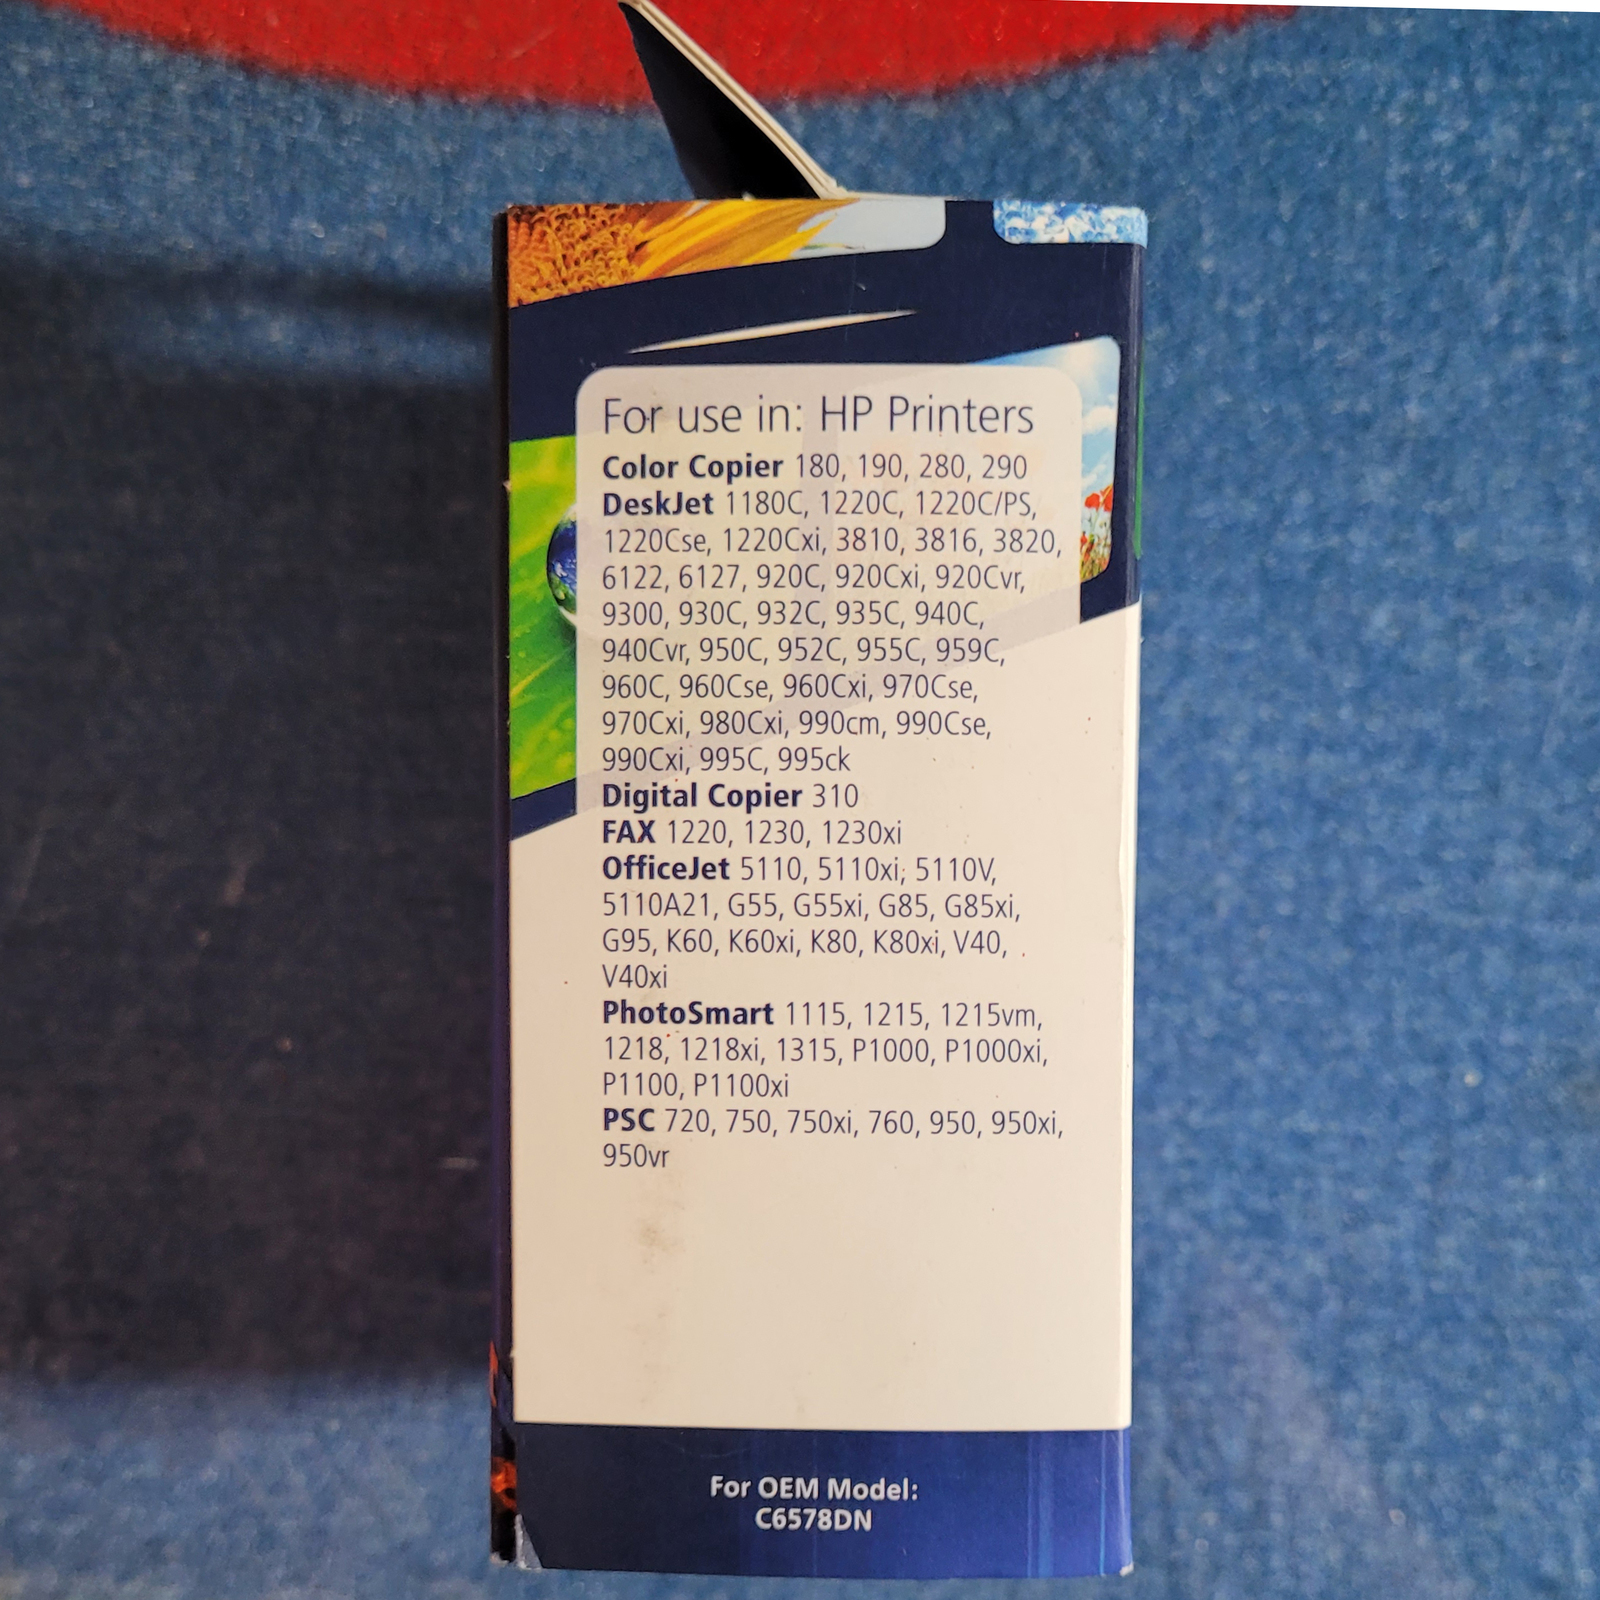 For use in: HP Printers
Color Copier 180, 190, 280, 290
DeskJet 1180C, 1220C, 1220C/PS,
1220Cse, 1220Cxi, 3810, 3816, 3820,
6122, 6127, 920C, 920Cxi, 920Cvr,
9300, 930C, 932C, 935C, 940C,
940Cvr, 950C, 952C, 955C, 959C,
960C, 960Cse, 960Cxi, 970Cse,
970Cxi, 980Cxi, 990cm, 990Cse,
990Cxi, 995C, 995ck
Digital Copier 310
FAX 1220, 1230, 1230xi
OfficeJet 5110, 5110xi, 5110V,
5110A21, G55, G55xi, G85, G85xi,
G95, K60, K60xi, K80, K80xi, V40,
V40xi
PhotoSmart 1115, 1215, 1215vm,
1218, 1218xi, 1315, P1000, P1000xi,
P1100, P1100xi
PSC 720, 750, 750xi, 760, 950, 950xi,
950vr
For OEM Model:
C6578DN